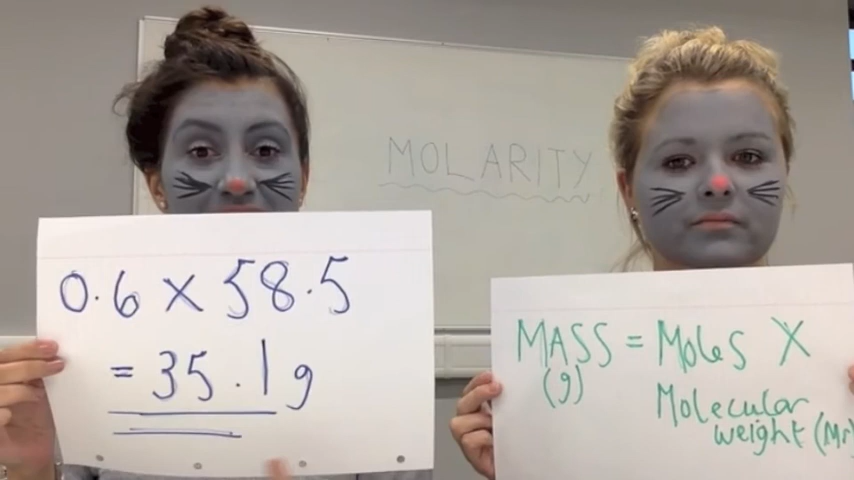 MOLARITY
0.6 x 58.5
= 35.1g
MASS = Moles X
(g)
Molecular
weight (Mr)